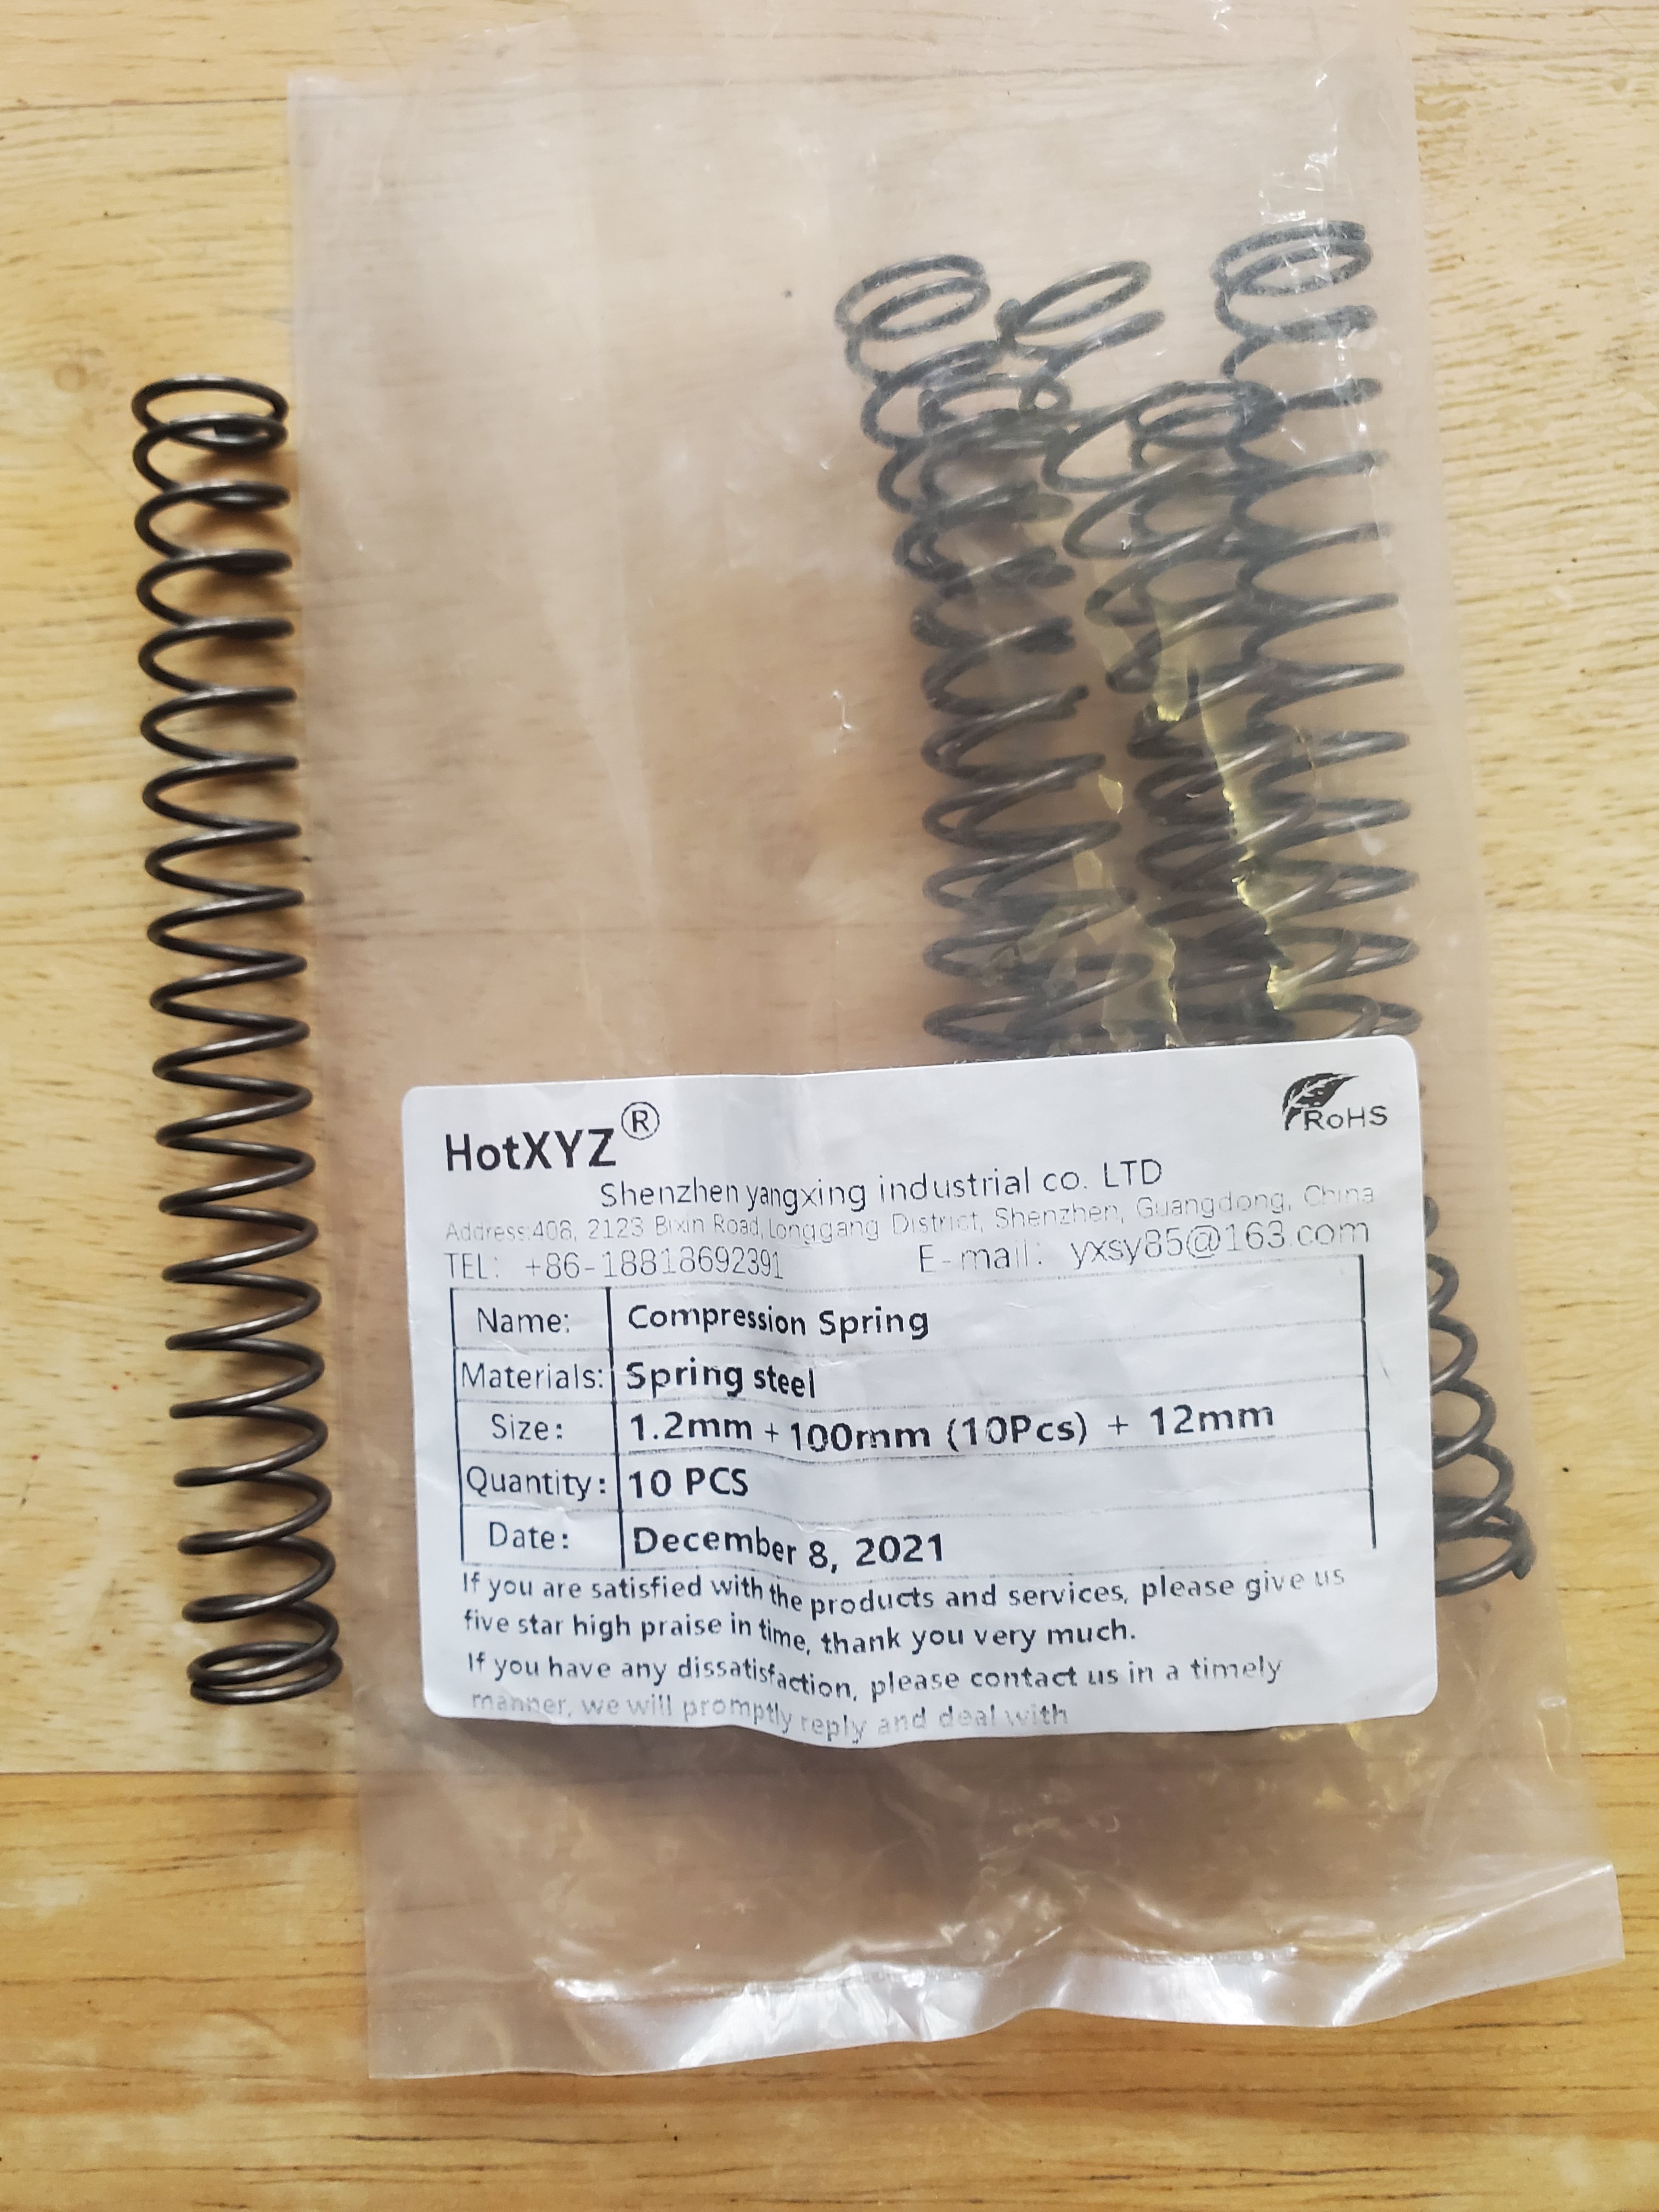 HotXYZ®
RoHS
Shenzhen yangxing industrial co. LTD
Address:408, 2123 Bixin Road, Longgang District, Shenzhen, Guangdong, China
TEL: +86-18818692391 E-mail: yxsy85@163.com
Name: Compression Spring
Materials: Spring steel
Size: 1.2mm + 100mm (10Pcs) + 12mm
Quantity: 10 PCS
Date: December 8, 2021
If you are satisfied with the products and services, please give us
five star high praise in time, thank you very much.
If you have any dissatisfaction, please contact us in a timely
manner, we will promptly reply and deal with